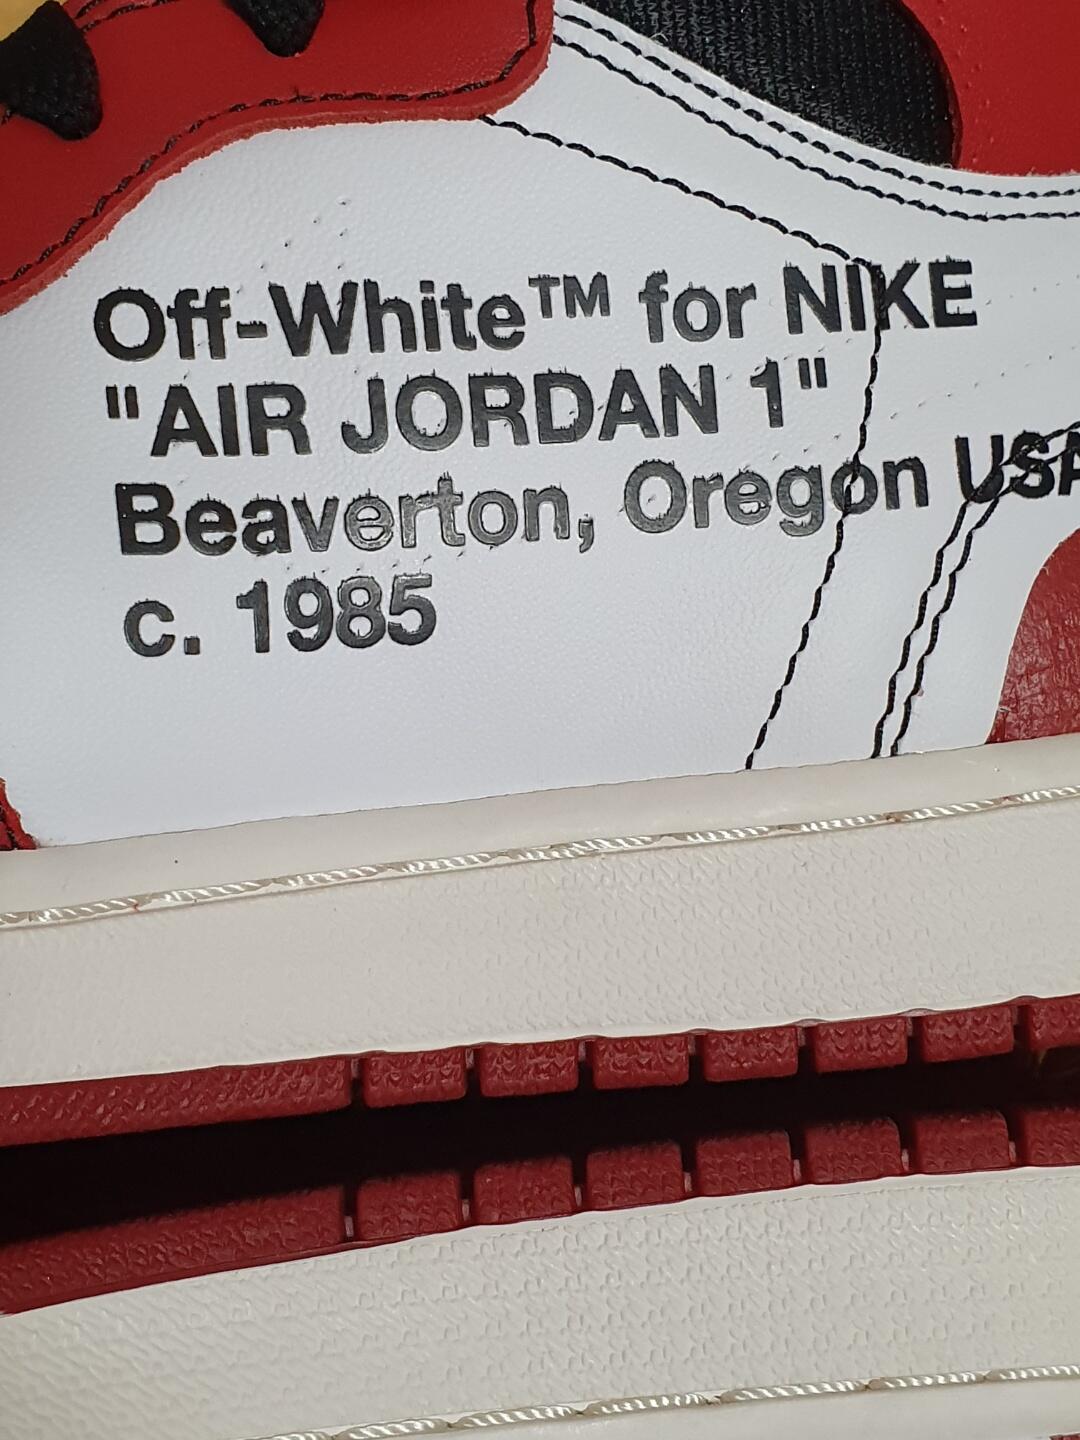 Off-White™ for NIKE
"AIR JORDAN 1"
Beaverton, Oregon USA
c. 1985